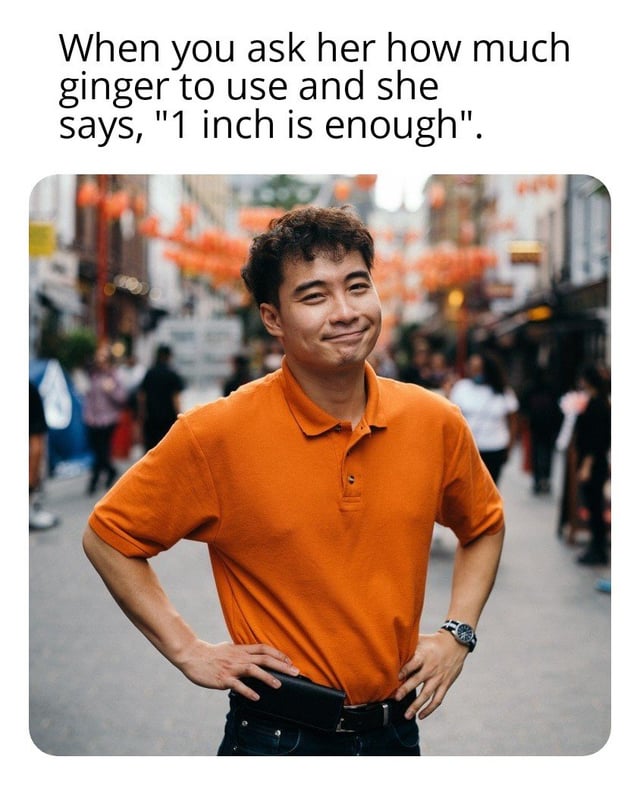 When you ask her how much
ginger to use and she
says, "1 inch is enough".